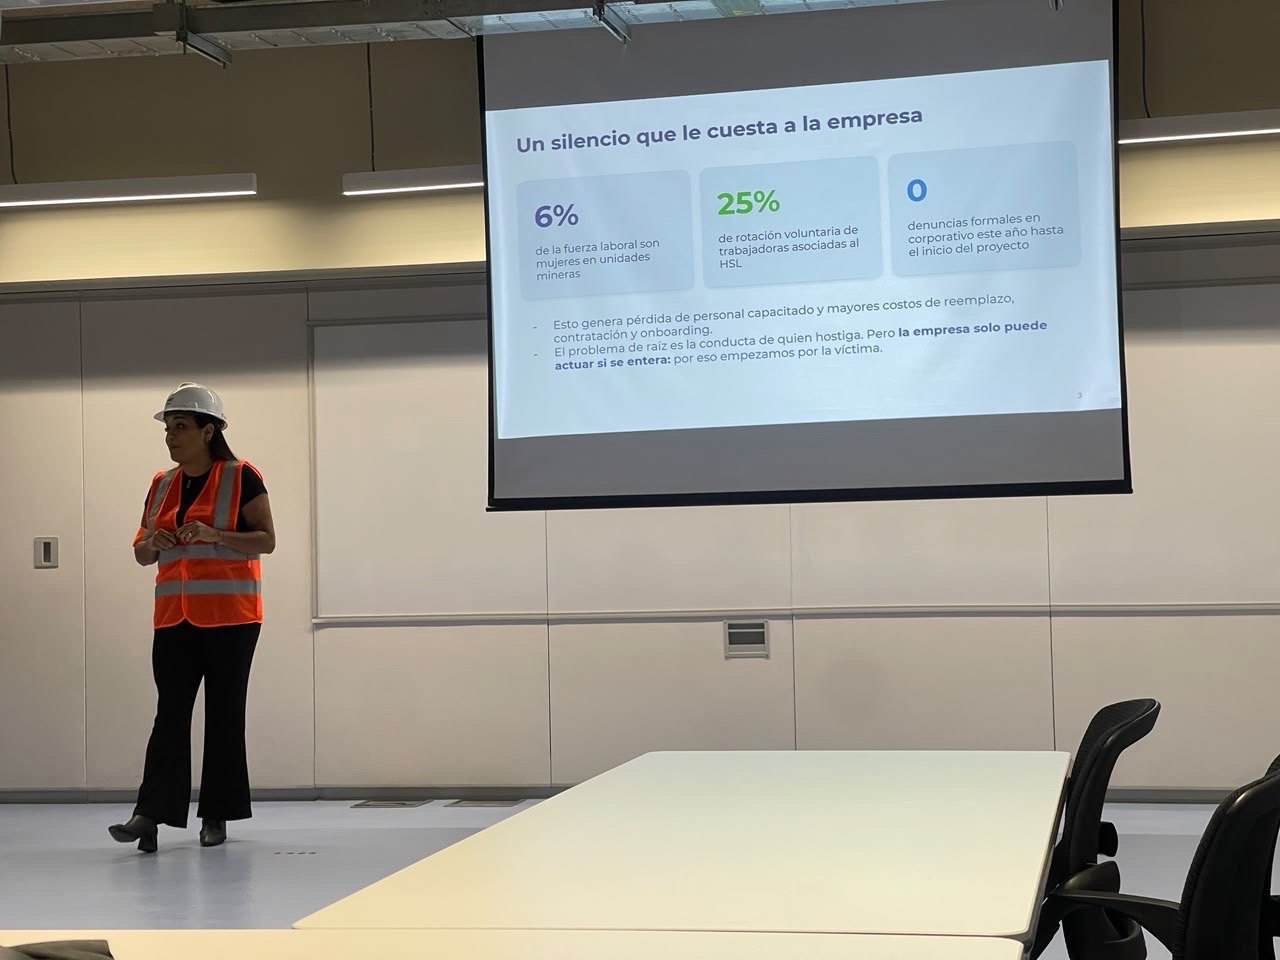 Un silencio que le cuesta a la empresa
6%
de la fuerza laboral son
mujeres en unidades
mineras
25%
de rotación voluntaria de
trabajadoras asociadas al
HSL
0
denuncias formales en
corporativo este año hasta
el inicio del proyecto
- Esto genera pérdida de personal capacitado y mayores costos de reemplazo,
contratación y onboarding.
- El problema de raíz es la conducta de quien hostiga. Pero la empresa solo puede
actuar si se entera: por eso empezamos por la víctima.
3